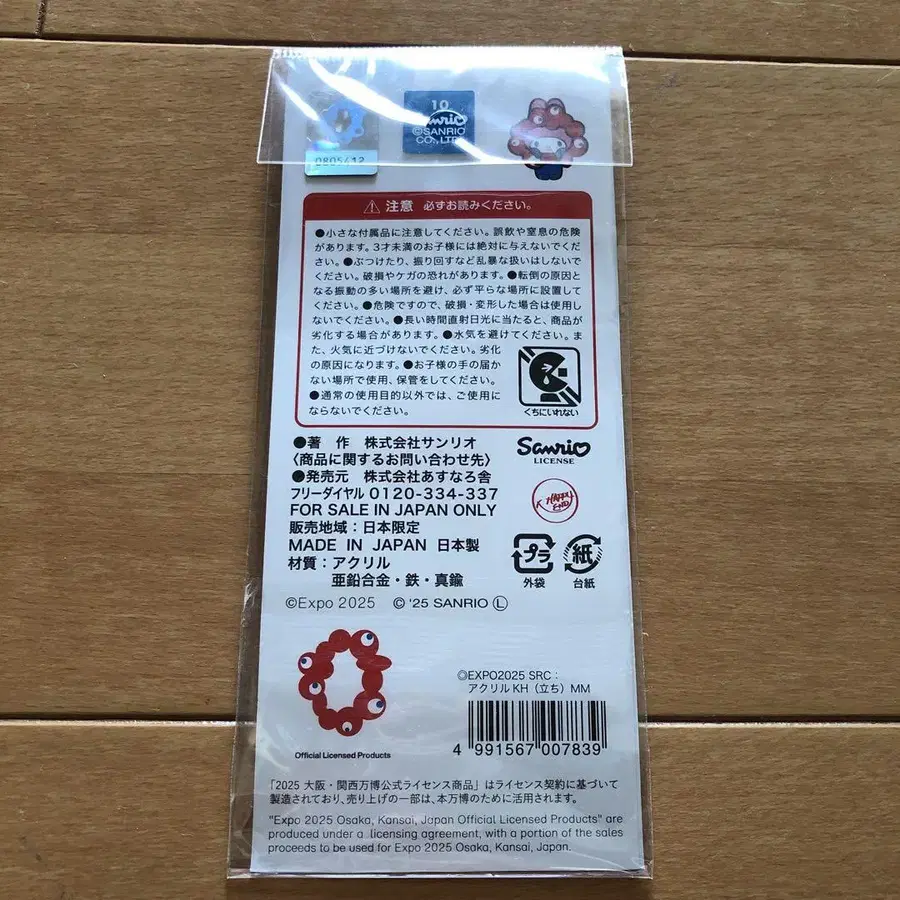 0805412
10
Sanrio
©SANRIO
CO., LTD.
注意 必ずお読みください。
●小さな付属品に注意してください。誤飲や窒息の危険
があります。3才未満のお子様には絶対に与えないでくだ
さい。●ぶつけたり、振り回すなど乱暴な扱いはしないで
ください。破損やケガの恐れがあります。●転倒の原因と
なる振動の多い場所を避け、必ず平らな場所に設置して
ください。●危険ですので、破損・変形した場合は使用し
ないでください。●長い時間直射日光に当たると、商品が
劣化する場合があります。●水気を避けてください。ま
た、火気に近づけないでください。劣化
の原因になります。●お子様の手の届か
ない場所で使用、保管をしてください。
●通常の使用目的以外では、ご使用に
ならないでください。
くちにいれない
●著 作 株式会社サンリオ
〈商品に関するお問い合わせ先〉
●発売元 株式会社あすなろ舎
フリーダイヤル 0120-334-337
FOR SALE IN JAPAN ONLY
販売地域：日本限定
MADE IN JAPAN 日本製
材質：アクリル
亜鉛合金・鉄・真鍮
Sanrio
LICENSE
HAPPY
END
プラ
外袋
紙
台紙
©Expo 2025 © '25 SANRIO Ⓛ
Official Licensed Products
◎EXPO2025 SRC：
アクリルKH（立ち）MM
4 991567 007839
「2025 大阪・関西万博公式ライセンス商品」はライセンス契約に基づいて
製造されており、売り上げの一部は、本万博のために活用されます。
"Expo 2025 Osaka, Kansai, Japan Official Licensed Products" are
produced under a licensing agreement, with a portion of the sales
proceeds to be used for Expo 2025 Osaka, Kansai, Japan.